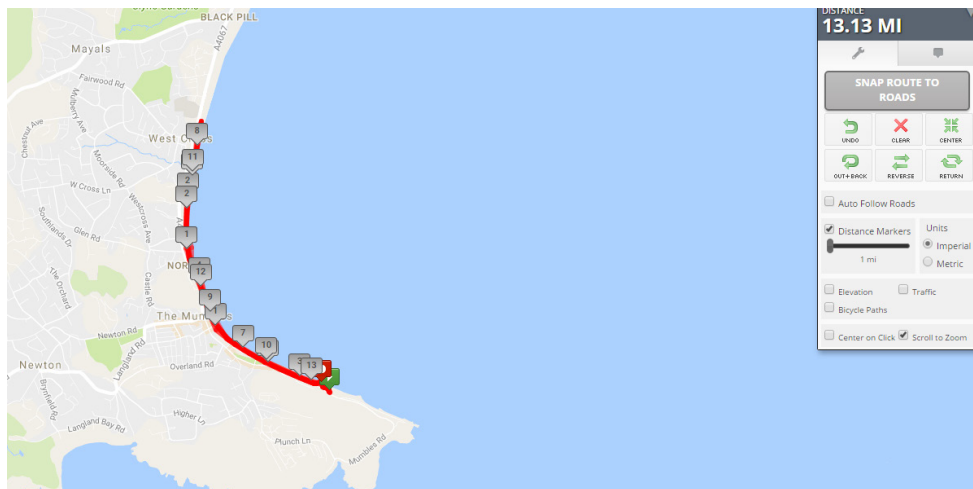 BLACK PILL
A4067
Mayals
Fairwood Rd
Mulberry Ave
Chestnut Ave
West Cross
8
11
Moorside Rd
2
W Cross Ln
2
Westcross Ave
Southlands Dr
Glen Rd
1
NOR
12
The Orchard
Castle Rd
9
The Mumbles
1
7
Newton Rd
10
Langland Rd
Overland Rd
3
13
Newton
Brynfield Rd
Higher Ln
Langland Bay Rd
Plunch Ln
Mumbles Rd
DISTANCE
13.13 MI
SNAP ROUTE TO
ROADS
UNDO
CLEAR
CENTER
OUT+BACK
REVERSE
RETURN
Auto Follow Roads
Distance Markers
1 mi
Units
Imperial
Metric
Elevation
Traffic
Bicycle Paths
Center on Click
Scroll to Zoom